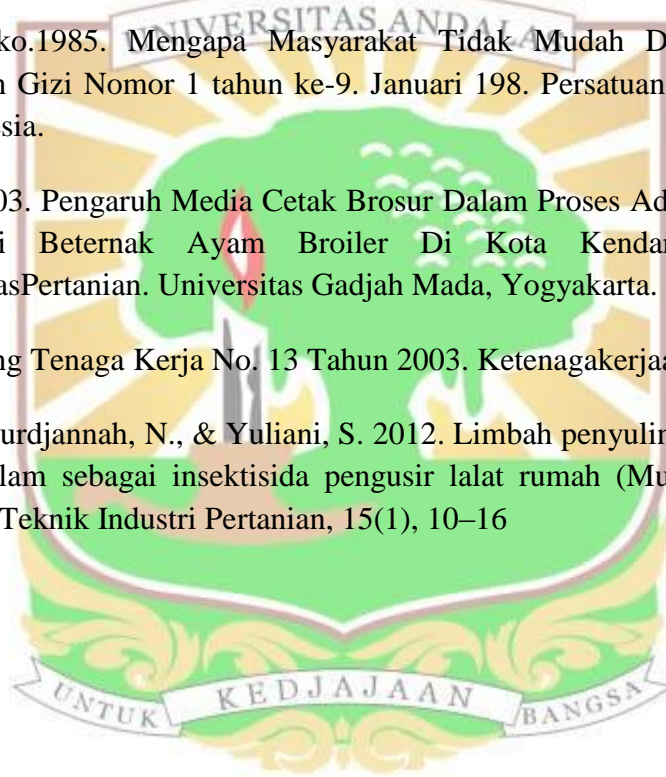 UNIVERSITAS ANDALAS
ko.1985. Mengapa Masyarakat Tidak Mudah D
n Gizi Nomor 1 tahun ke-9. Januari 198. Persatuan
esia.
03. Pengaruh Media Cetak Brosur Dalam Proses Ad
i Beternak Ayam Broiler Di Kota Kendar
asPertanian. Universitas Gadjah Mada, Yogyakarta.
ng Tenaga Kerja No. 13 Tahun 2003. Ketenagakerjaa
urdjannah, N., & Yuliani, S. 2012. Limbah penyulin
lam sebagai insektisida pengusir lalat rumah (Mu
Teknik Industri Pertanian, 15(1), 10–16
UNTUK KEDJAJAAN BANGSA